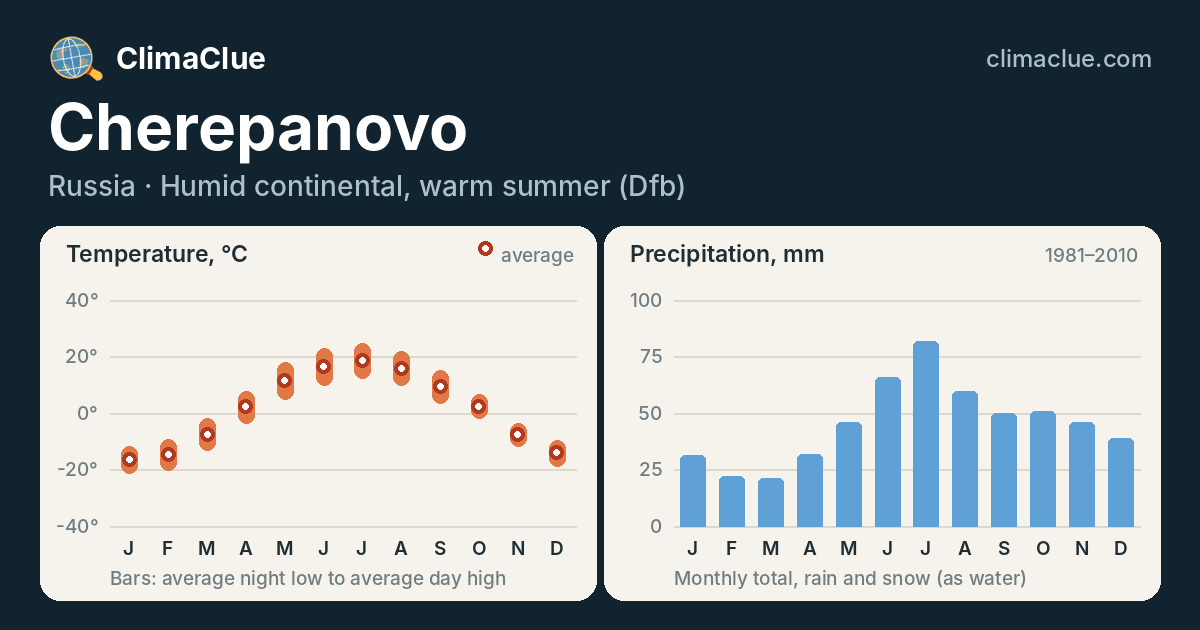 ClimaClue
climaclue.com
Cherepanovo
Russia · Humid continental, warm summer (Dfb)
Temperature, °C
average
40°
20°
0°
-20°
-40°
J F M A M J J A S O N D
Bars: average night low to average day high
Precipitation, mm
1981–2010
100
75
50
25
0
J F M A M J J A S O N D
Monthly total, rain and snow (as water)